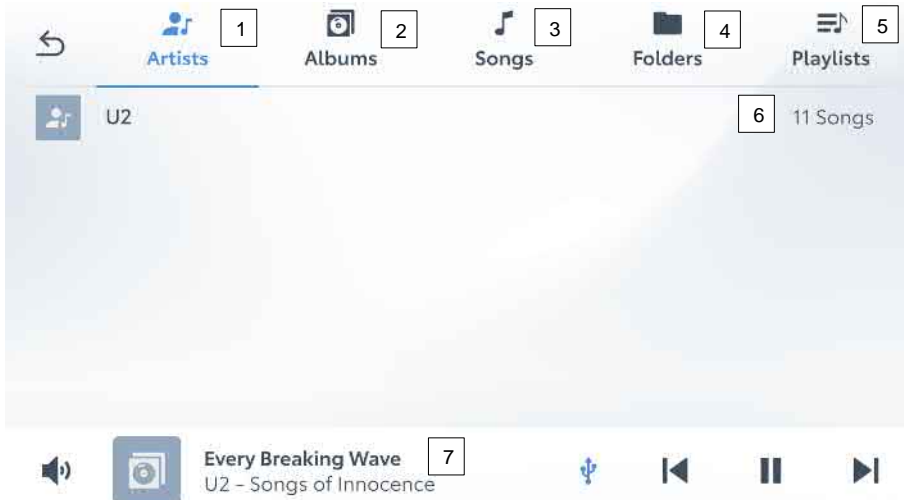 1
2
3
4
5
Artists
Albums
Songs
Folders
Playlists
U2
6
11 Songs
Every Breaking Wave
7
U2 – Songs of Innocence